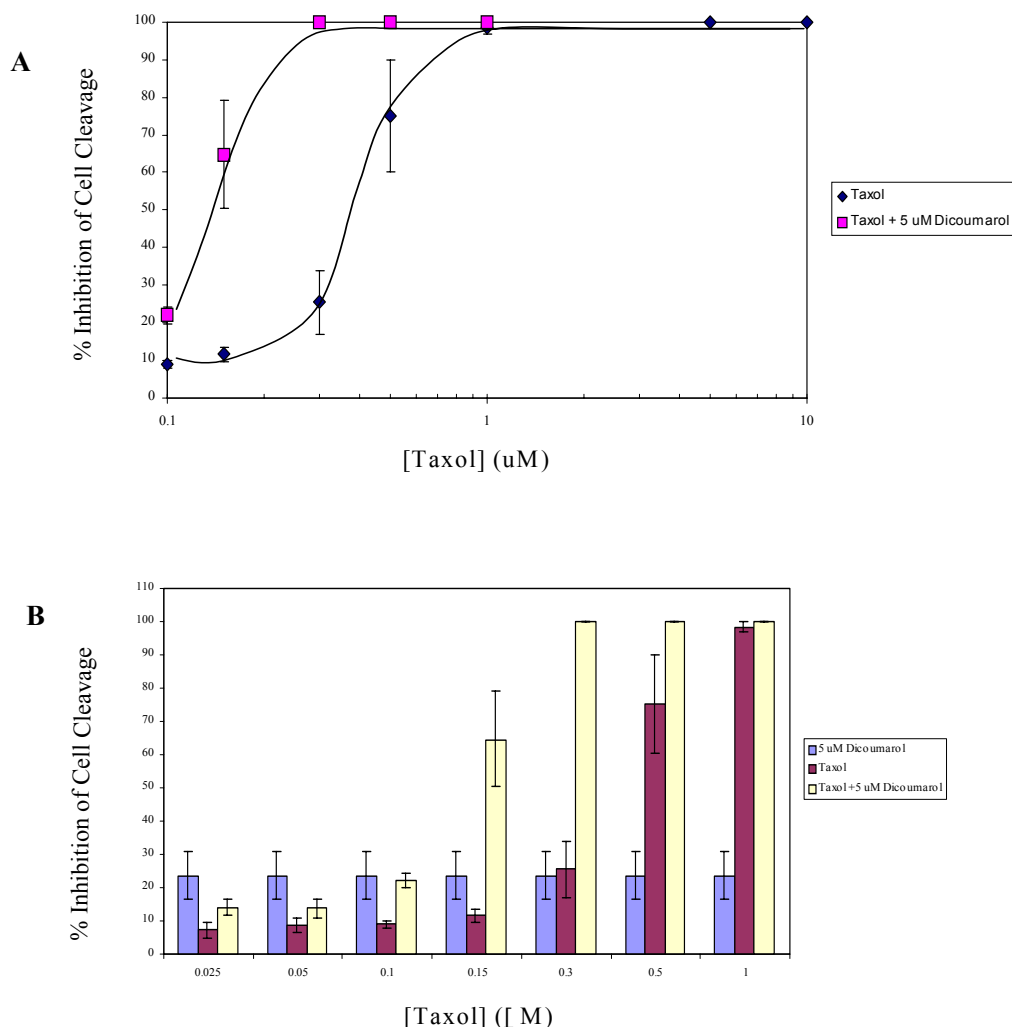 A
% Inhibition of Cell Cleavage
100
90
80
70
60
50
40
30
20
10
0
0.1 1 10
[Taxol] (uM)
Taxol
Taxol + 5 uM Dicoumarol
B
% Inhibition of Cell Cleavage
110
100
90
80
70
60
50
40
30
20
10
0
0.025 0.05 0.1 0.15 0.3 0.5 1
[Taxol] ([ M)
5 uM Dicoumarol
Taxol
Taxol+5 uM Dicoumarol